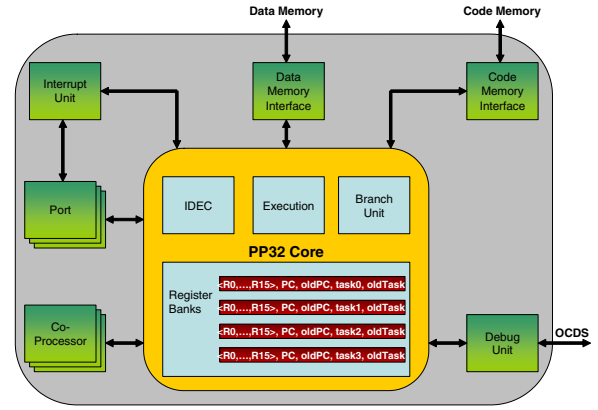 Data Memory
Code Memory
Interrupt
Unit
Data
Memory
Interface
Code
Memory
Interface
Port
IDEC
Execution
Branch
Unit
PP32 Core
Register
Banks
<R0,...,R15>, PC, oldPC, task0, oldTask
<R0,...,R15>, PC, oldPC, task1, oldTask
<R0,...,R15>, PC, oldPC, task2, oldTask
<R0,...,R15>, PC, oldPC, task3, oldTask
Co-
Processor
Debug
Unit
OCDS